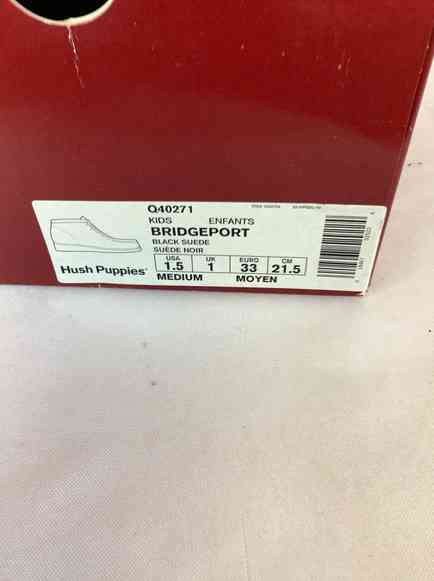 Q40271
KIDS ENFANTS
BRIDGEPORT
BLACK SUEDE
SUÈDE NOIR
Hush Puppies®
USA UK EURO CM
1.5 1 33 21.5
MEDIUM MOYEN